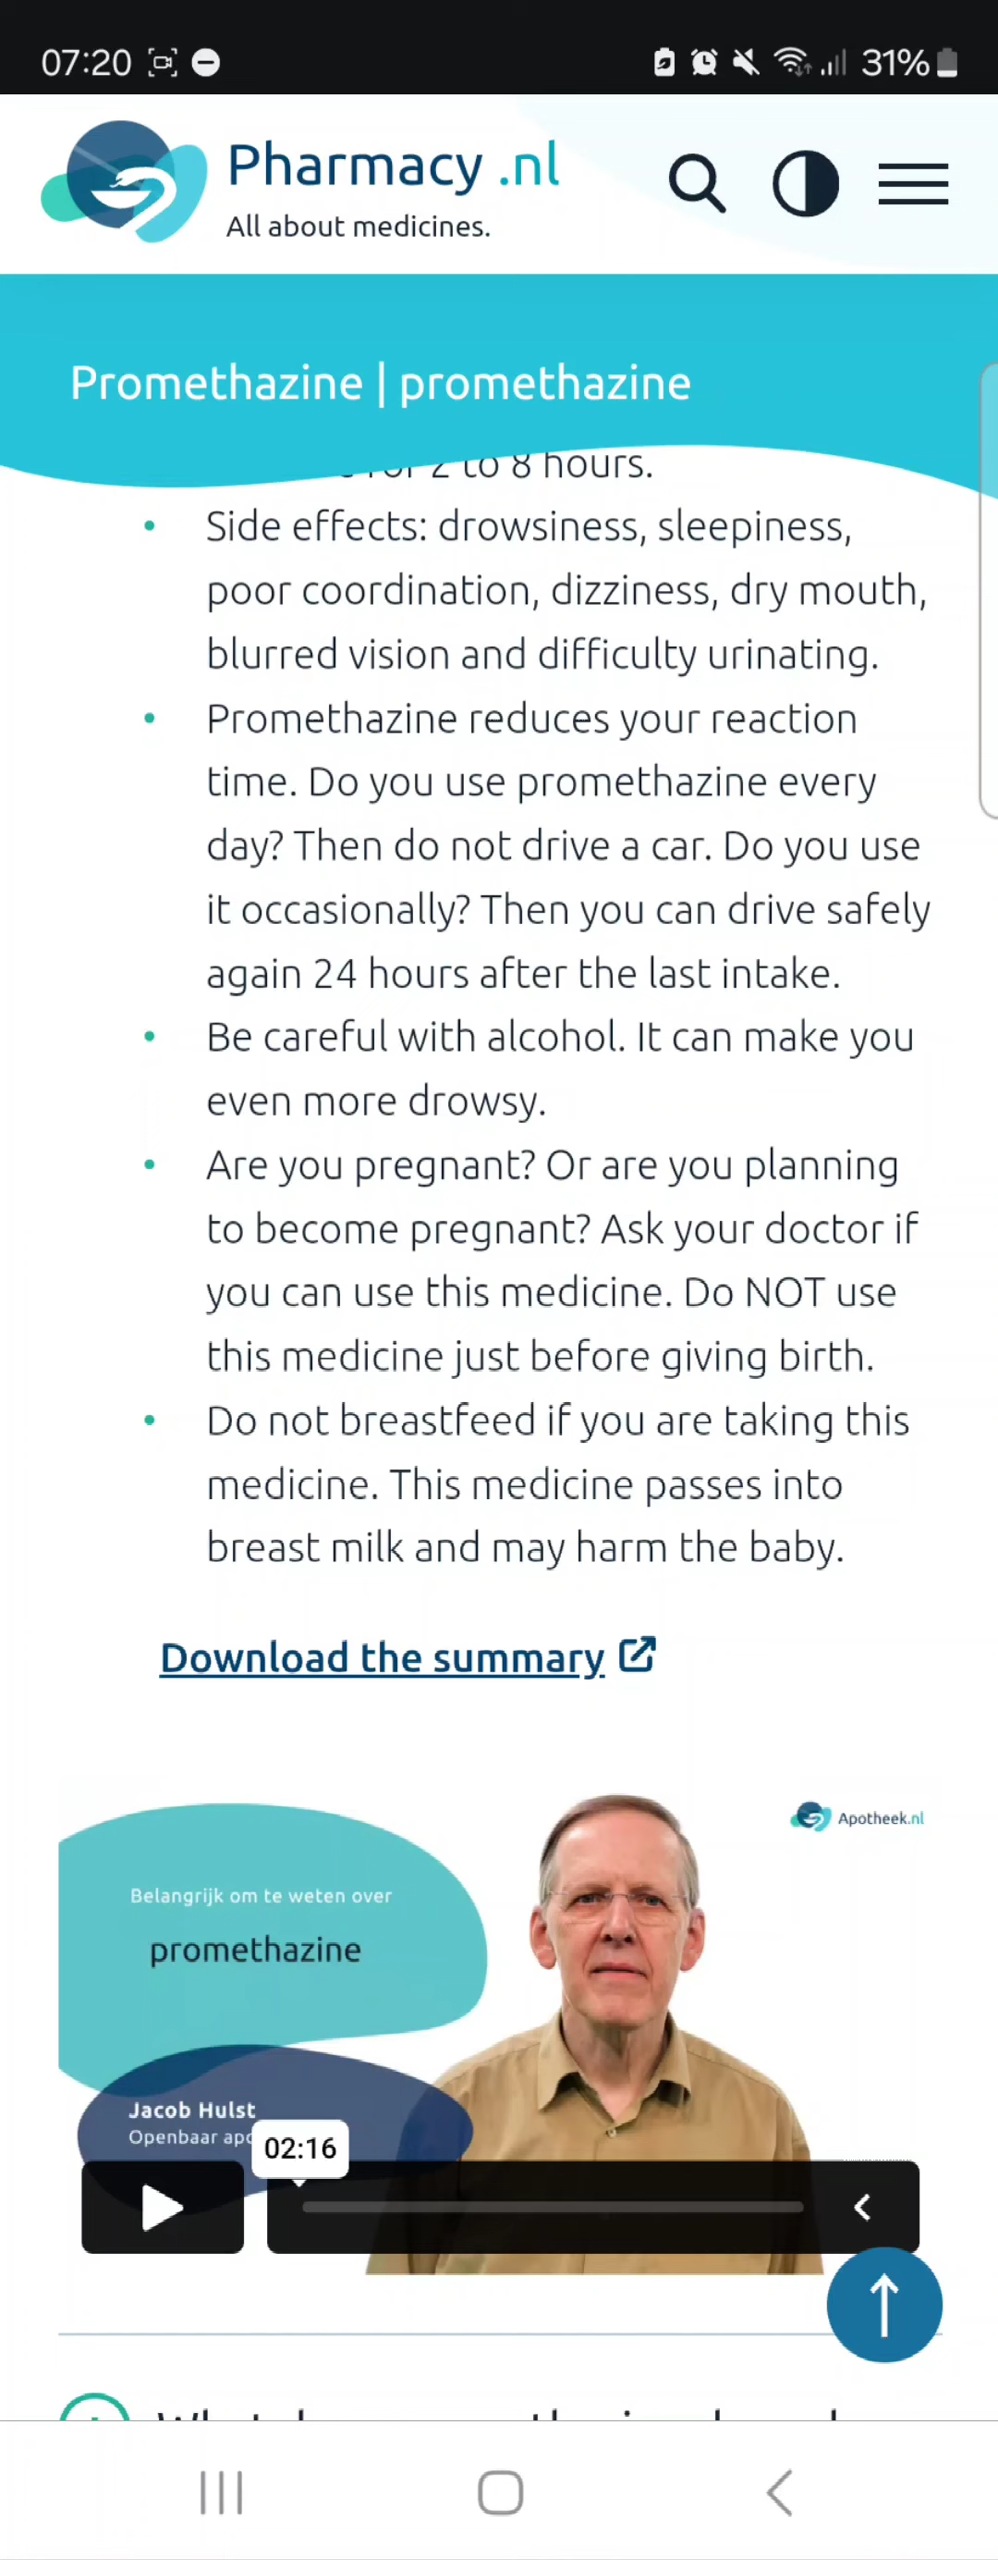 07:20
31%
Pharmacy .nl
All about medicines.
Promethazine | promethazine
2 to 8 hours.
Side effects: drowsiness, sleepiness,
poor coordination, dizziness, dry mouth,
blurred vision and difficulty urinating.
Promethazine reduces your reaction
time. Do you use promethazine every
day? Then do not drive a car. Do you use
it occasionally? Then you can drive safely
again 24 hours after the last intake.
Be careful with alcohol. It can make you
even more drowsy.
Are you pregnant? Or are you planning
to become pregnant? Ask your doctor if
you can use this medicine. Do NOT use
this medicine just before giving birth.
Do not breastfeed if you are taking this
medicine. This medicine passes into
breast milk and may harm the baby.
Download the summary
Apotheek.nl
Belangrijk om te weten over
promethazine
Jacob Hulst
Openbaar apo
02:16